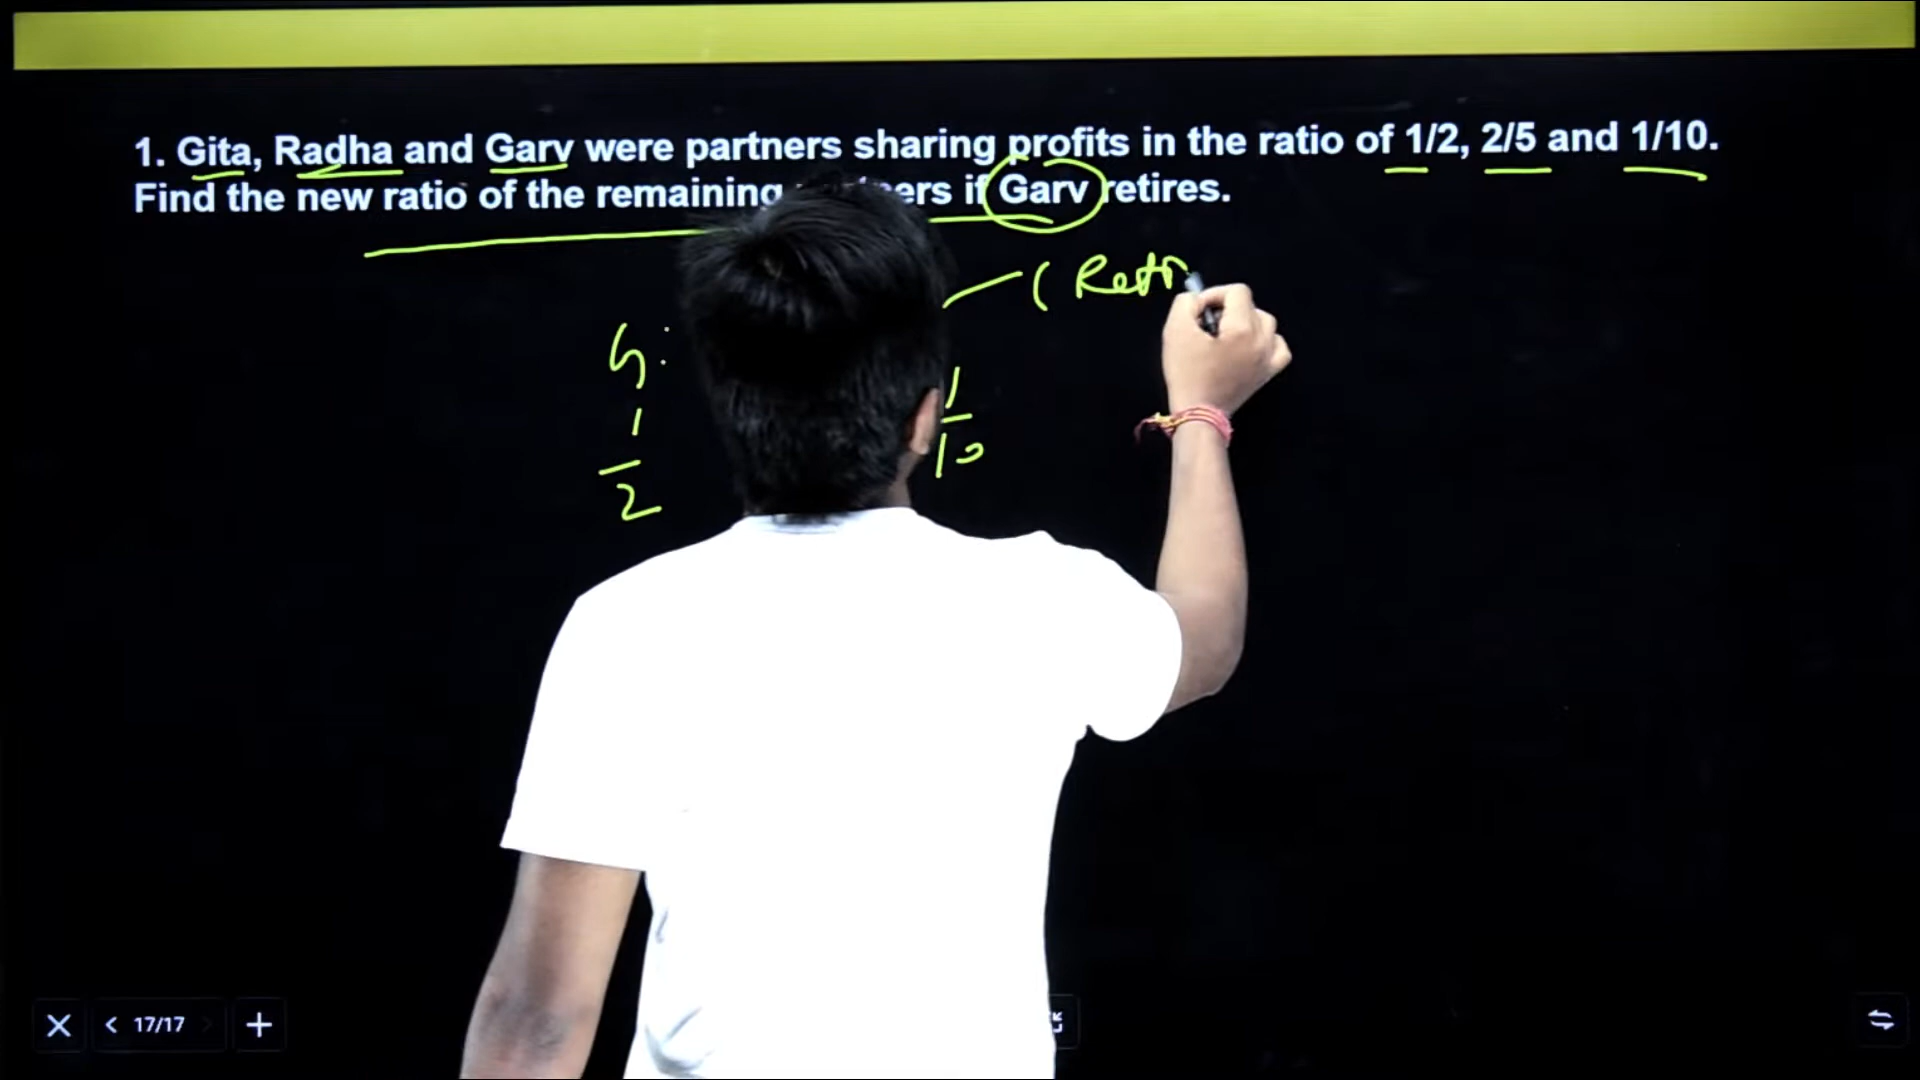 1. Gita, Radha and Garv were partners sharing profits in the ratio of 1/2, 2/5 and 1/10.
Find the new ratio of the remaining ers if Garv retires.
( Reti
G :
1/2
1/10
17/17